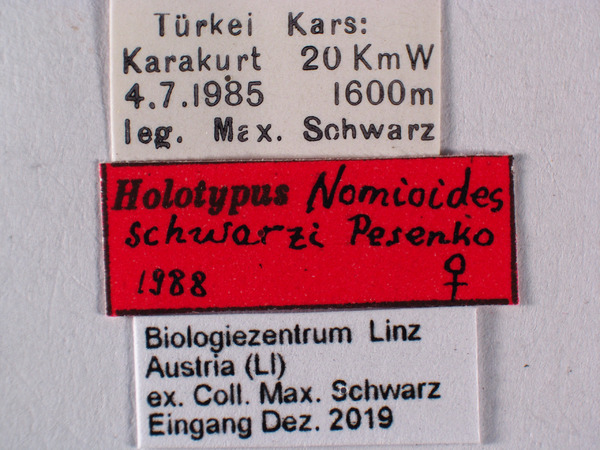 Türkei Kars:
Karakurt 20 KmW
4.7.1985 1600m
leg. Max. Schwarz
Holotypus Nomioides
schwarzi Pesenko
1988 ♀
Biologiezentrum Linz
Austria (LI)
ex. Coll. Max. Schwarz
Eingang Dez. 2019